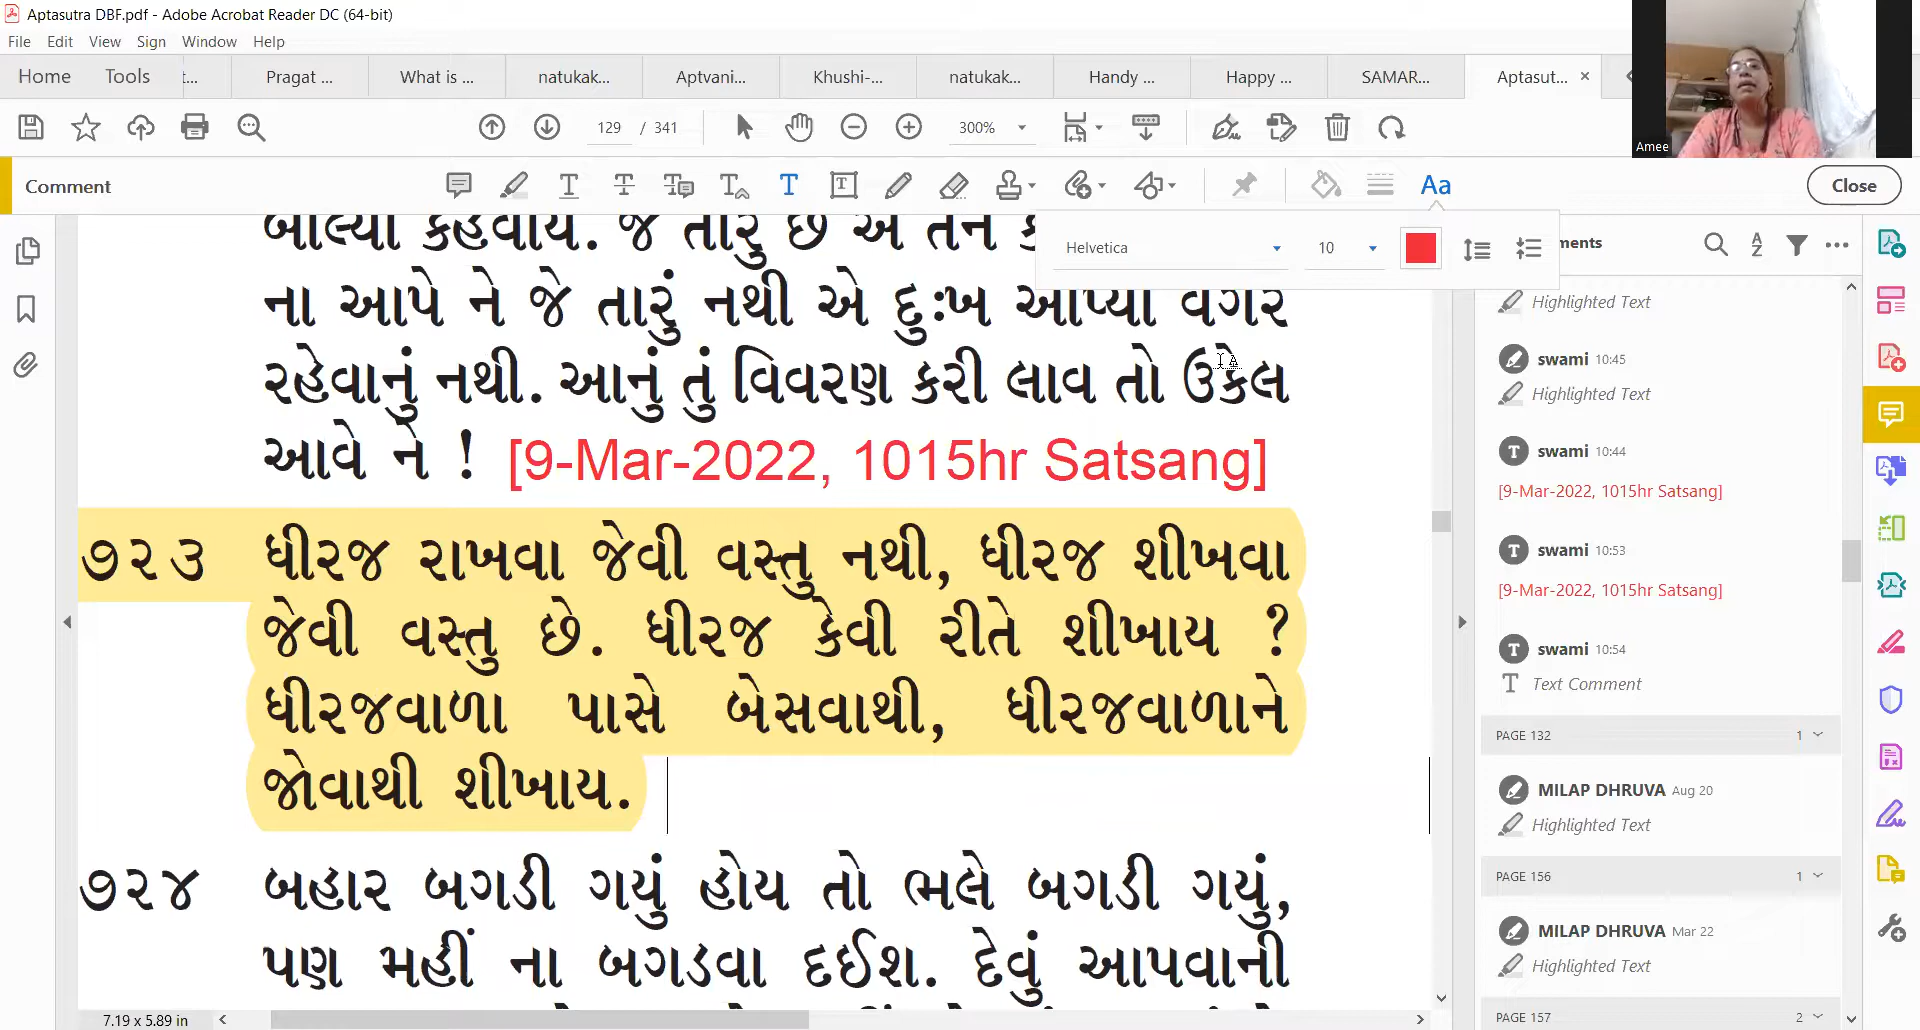 Aptasutra DBF.pdf - Adobe Acrobat Reader DC (64-bit)
File Edit View Sign Window Help
Home Tools t... Pragat ... What is ... natukak... Aptvani... Khushi-... natukak... Handy ... Happy ... SAMAR... Aptasut... ×
129 / 341 300%
Amee
Comment
Close
Helvetica 10
ments
બોલ્યા કહેવાય. જે તારું છે એ તને
ના આપે ને જે તારું નથી એ દુઃખ આપ્યા વગર
રહેવાનું નથી. આનું તું વિવરણ કરી લાવ તો ઉકેલ
આવે ને ! [9-Mar-2022, 1015hr Satsang]
૭૨૩ ધીરજ રાખવા જેવી વસ્તુ નથી, ધીરજ શીખવા
જેવી વસ્તુ છે. ધીરજ કેવી રીતે શીખાય ?
ધીરજવાળા પાસે બેસવાથી, ધીરજવાળાને
જોવાથી શીખાય.
૭૨૪ બહાર બગડી ગયું હોય તો ભલે બગડી ગયું,
પણ મહીં ના બગડવા દઈશ. દેવું આપવાની
7.19 x 5.89 in
Highlighted Text
swami 10:45
Highlighted Text
swami 10:44
[9-Mar-2022, 1015hr Satsang]
swami 10:53
[9-Mar-2022, 1015hr Satsang]
swami 10:54
Text Comment
PAGE 132 1
MILAP DHRUVA Aug 20
Highlighted Text
PAGE 156 1
MILAP DHRUVA Mar 22
Highlighted Text
PAGE 157 2